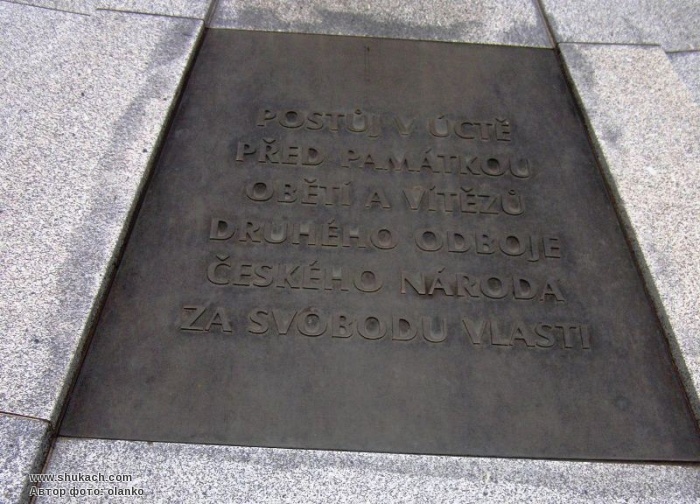 POSTŮJ V ÚCTĚ
PŘED PAMÁTKOU
OBĚTÍ A VÍTĚZŮ
DRUHÉHO ODBOJE
ČESKÉHO NÁRODA
ZA SVOBODU VLASTI
www.shukach.com
Автор фото: olanko